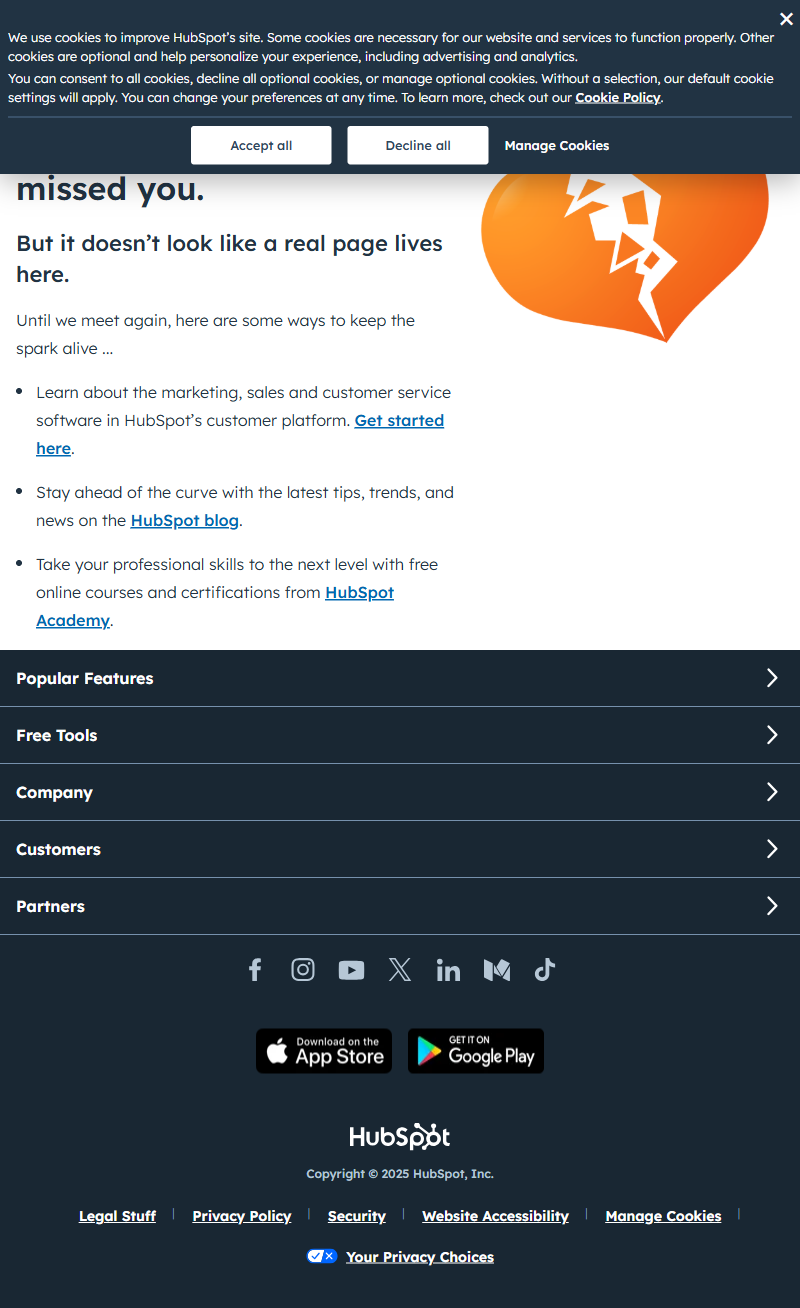 We use cookies to improve HubSpot’s site. Some cookies are necessary for our website and services to function properly. Other
cookies are optional and help personalize your experience, including advertising and analytics.
You can consent to all cookies, decline all optional cookies, or manage optional cookies. Without a selection, our default cookie
settings will apply. You can change your preferences at any time. To learn more, check out our Cookie Policy.
Accept all
Decline all
Manage Cookies
missed you.
But it doesn’t look like a real page lives
here.
Until we meet again, here are some ways to keep the
spark alive ...
Learn about the marketing, sales and customer service
software in HubSpot’s customer platform. Get started
here.
Stay ahead of the curve with the latest tips, trends, and
news on the HubSpot blog.
Take your professional skills to the next level with free
online courses and certifications from HubSpot
Academy.
Popular Features
Free Tools
Company
Customers
Partners
Download on the
App Store
GET IT ON
Google Play
HubSpot
Copyright © 2025 HubSpot, Inc.
Legal Stuff | Privacy Policy | Security | Website Accessibility | Manage Cookies |
Your Privacy Choices